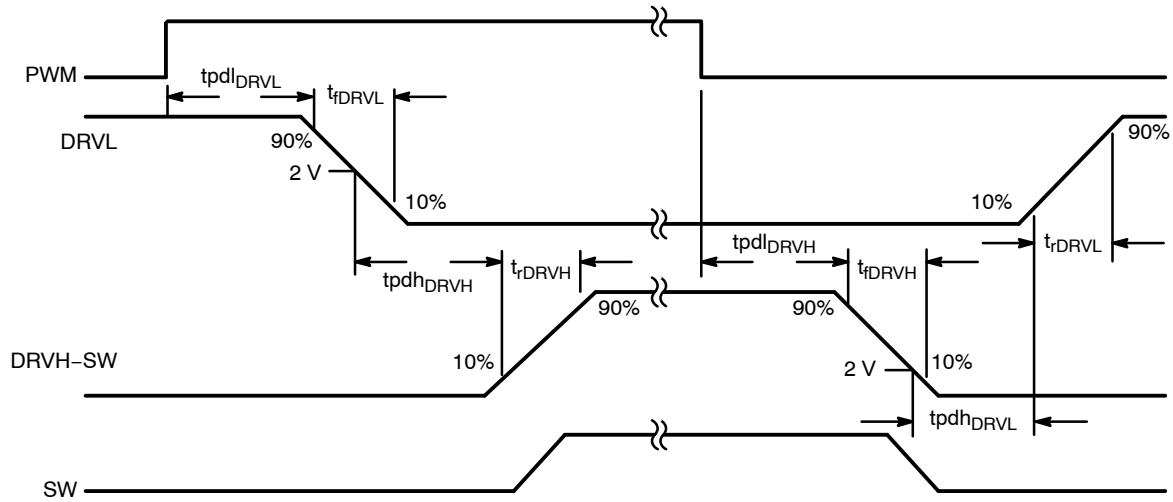 PWM
tpdlDRVL
tfDRVL
DRVL
90%
90%
2 V
10%
10%
tpdlDRVH
trDRVL
tpdhDRVH
trDRVH
tfDRVH
90%
90%
DRVH–SW
10%
2 V
10%
tpdhDRVL
SW